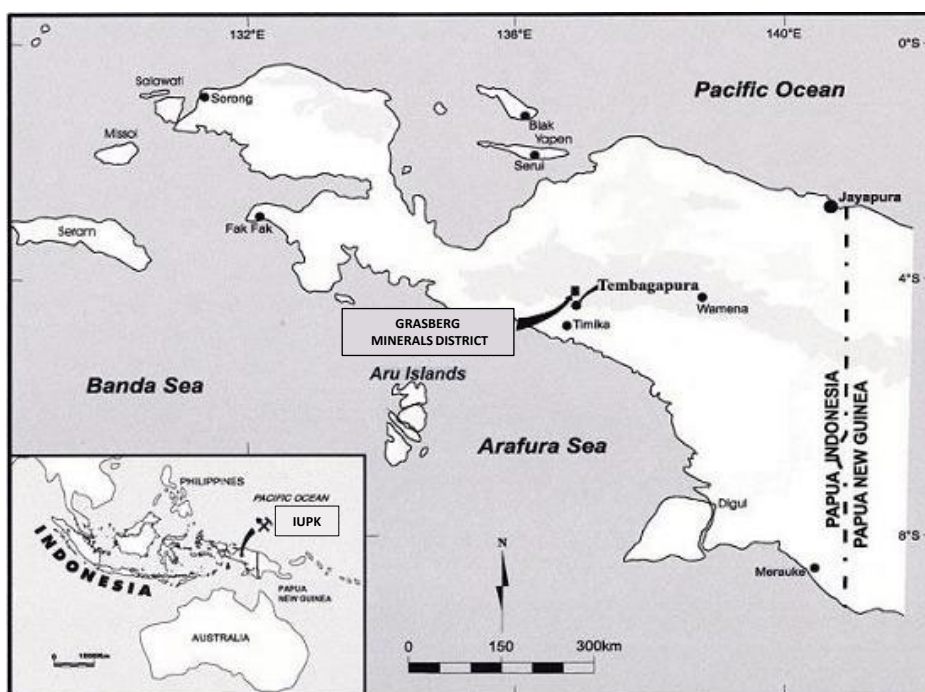 132°E
136°E
140°E
0°S
Pacific Ocean
Salawati
Sorong
Missol
Biak
Yapen
Serui
Jayapura
Fak Fak
Seram
4°S
Tembagapura
Wamena
GRASBERG
MINERALS DISTRICT
Timika
Banda Sea
Aru Islands
Arafura Sea
PAPUA, INDONESIA
PAPUA NEW GUINEA
Digul
8°S
Merauke
N
0
150
300km
PHILIPPINES
PACIFIC OCEAN
IUPK
INDONESIA
PAPUA
NEW GUINEA
AUSTRALIA